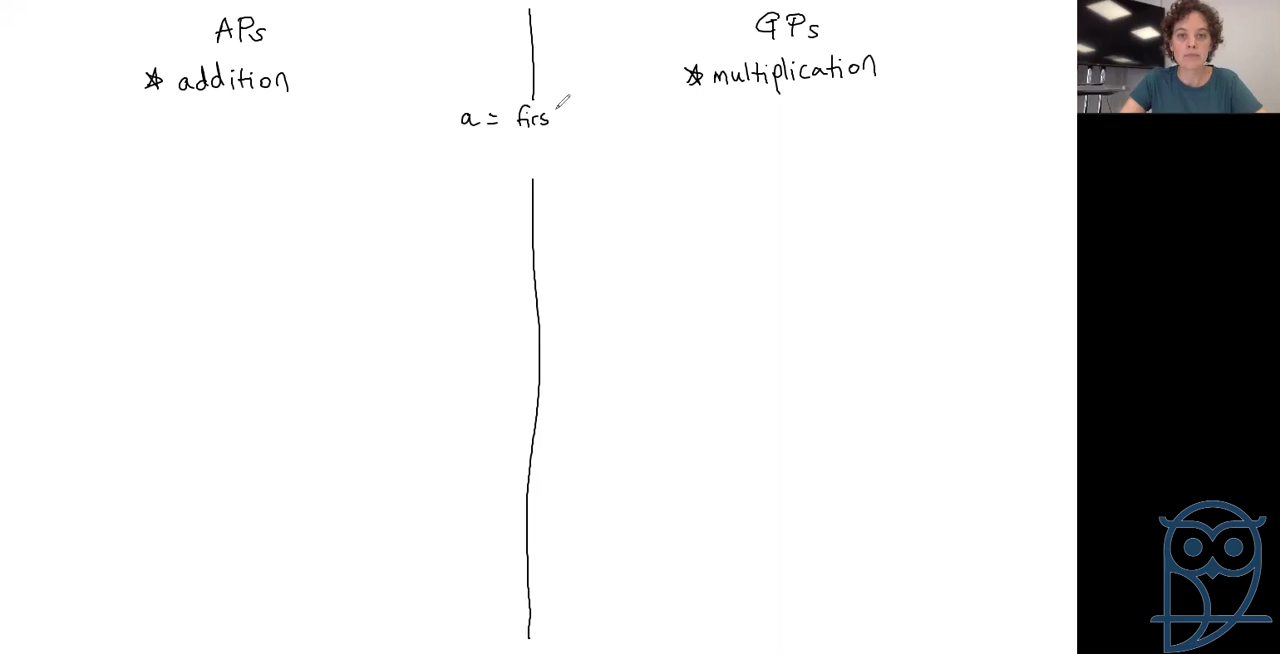 APs
* addition
GPs
* multiplication
a = firs